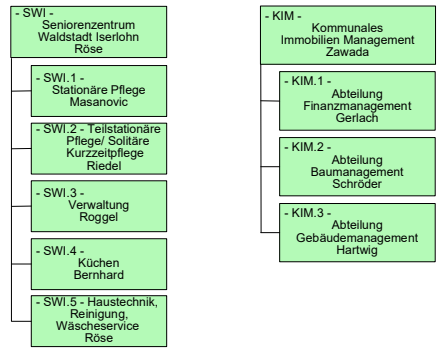 - SWI -
Seniorenzentrum
Waldstadt Iserlohn
Röse
- SWI.1 -
Stationäre Pflege
Masanovic
- SWI.2 - Teilstationäre
Pflege/ Solitäre
Kurzzeitpflege
Riedel
- SWI.3 -
Verwaltung
Roggel
- SWI.4 -
Küchen
Bernhard
- SWI.5 - Haustechnik,
Reinigung,
Wäscheservice
Röse
- KIM -
Kommunales
Immobilien Management
Zawada
- KIM.1 -
Abteilung
Finanzmanagement
Gerlach
- KIM.2 -
Abteilung
Baumanagement
Schröder
- KIM.3 -
Abteilung
Gebäudemanagement
Hartwig